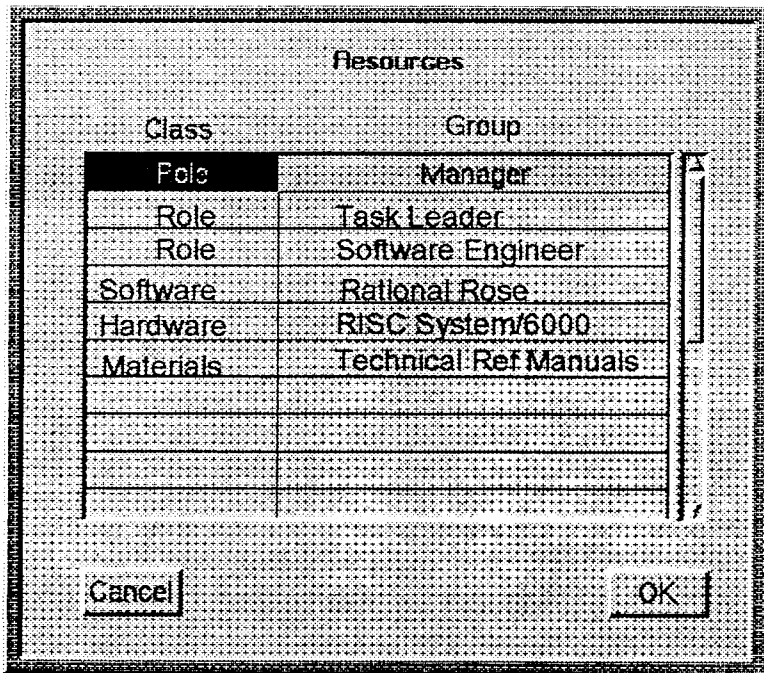 Resources
Class Group
Role Manager
Role Task Leader
Role Software Engineer
Software Rational Rose
Hardware RISC System/6000
Materials Technical Ref Manuals
Cancel OK